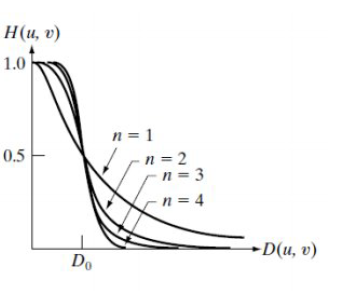 H(u, v)
1.0
n = 1
0.5
n = 2
n = 3
n = 4
D₀
D(u, v)